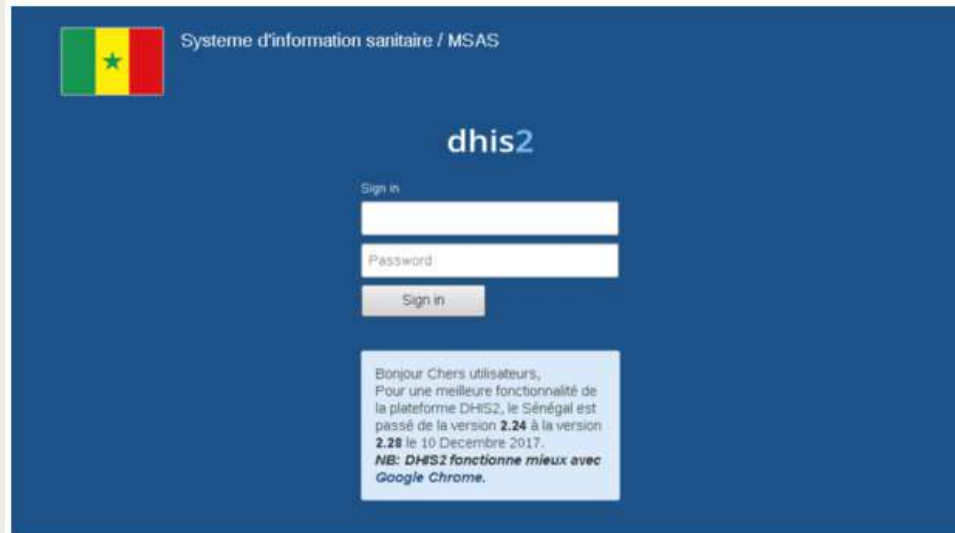 Systeme d'information sanitaire / MSAS
dhis2
Sign in
Password
Sign in
Bonjour Chers utilisateurs,
Pour une meilleure fonctionnalité de
la plateforme DHIS2, le Sénégal est
passé de la version 2.24 à la version
2.28 le 10 Decembre 2017.
NB: DHIS2 fonctionne mieux avec
Google Chrome.